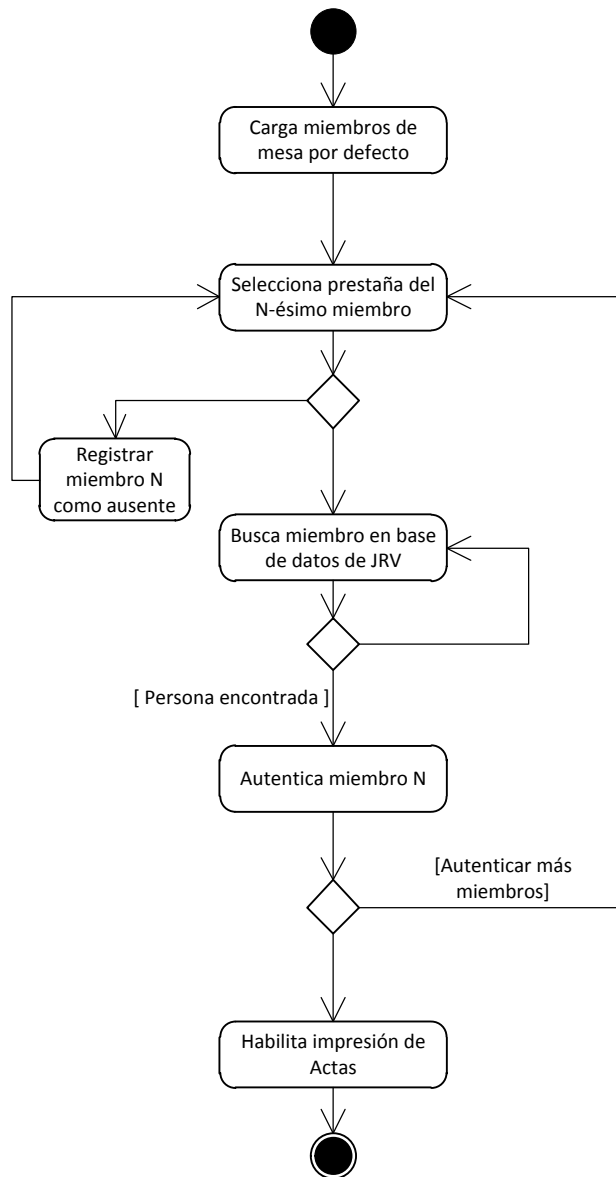 Carga miembros de
mesa por defecto
Selecciona prestaña del
N-ésimo miembro
Registrar
miembro N
como ausente
Busca miembro en base
de datos de JRV
[ Persona encontrada ]
Autentica miembro N
[Autenticar más
miembros]
Habilita impresión de
Actas